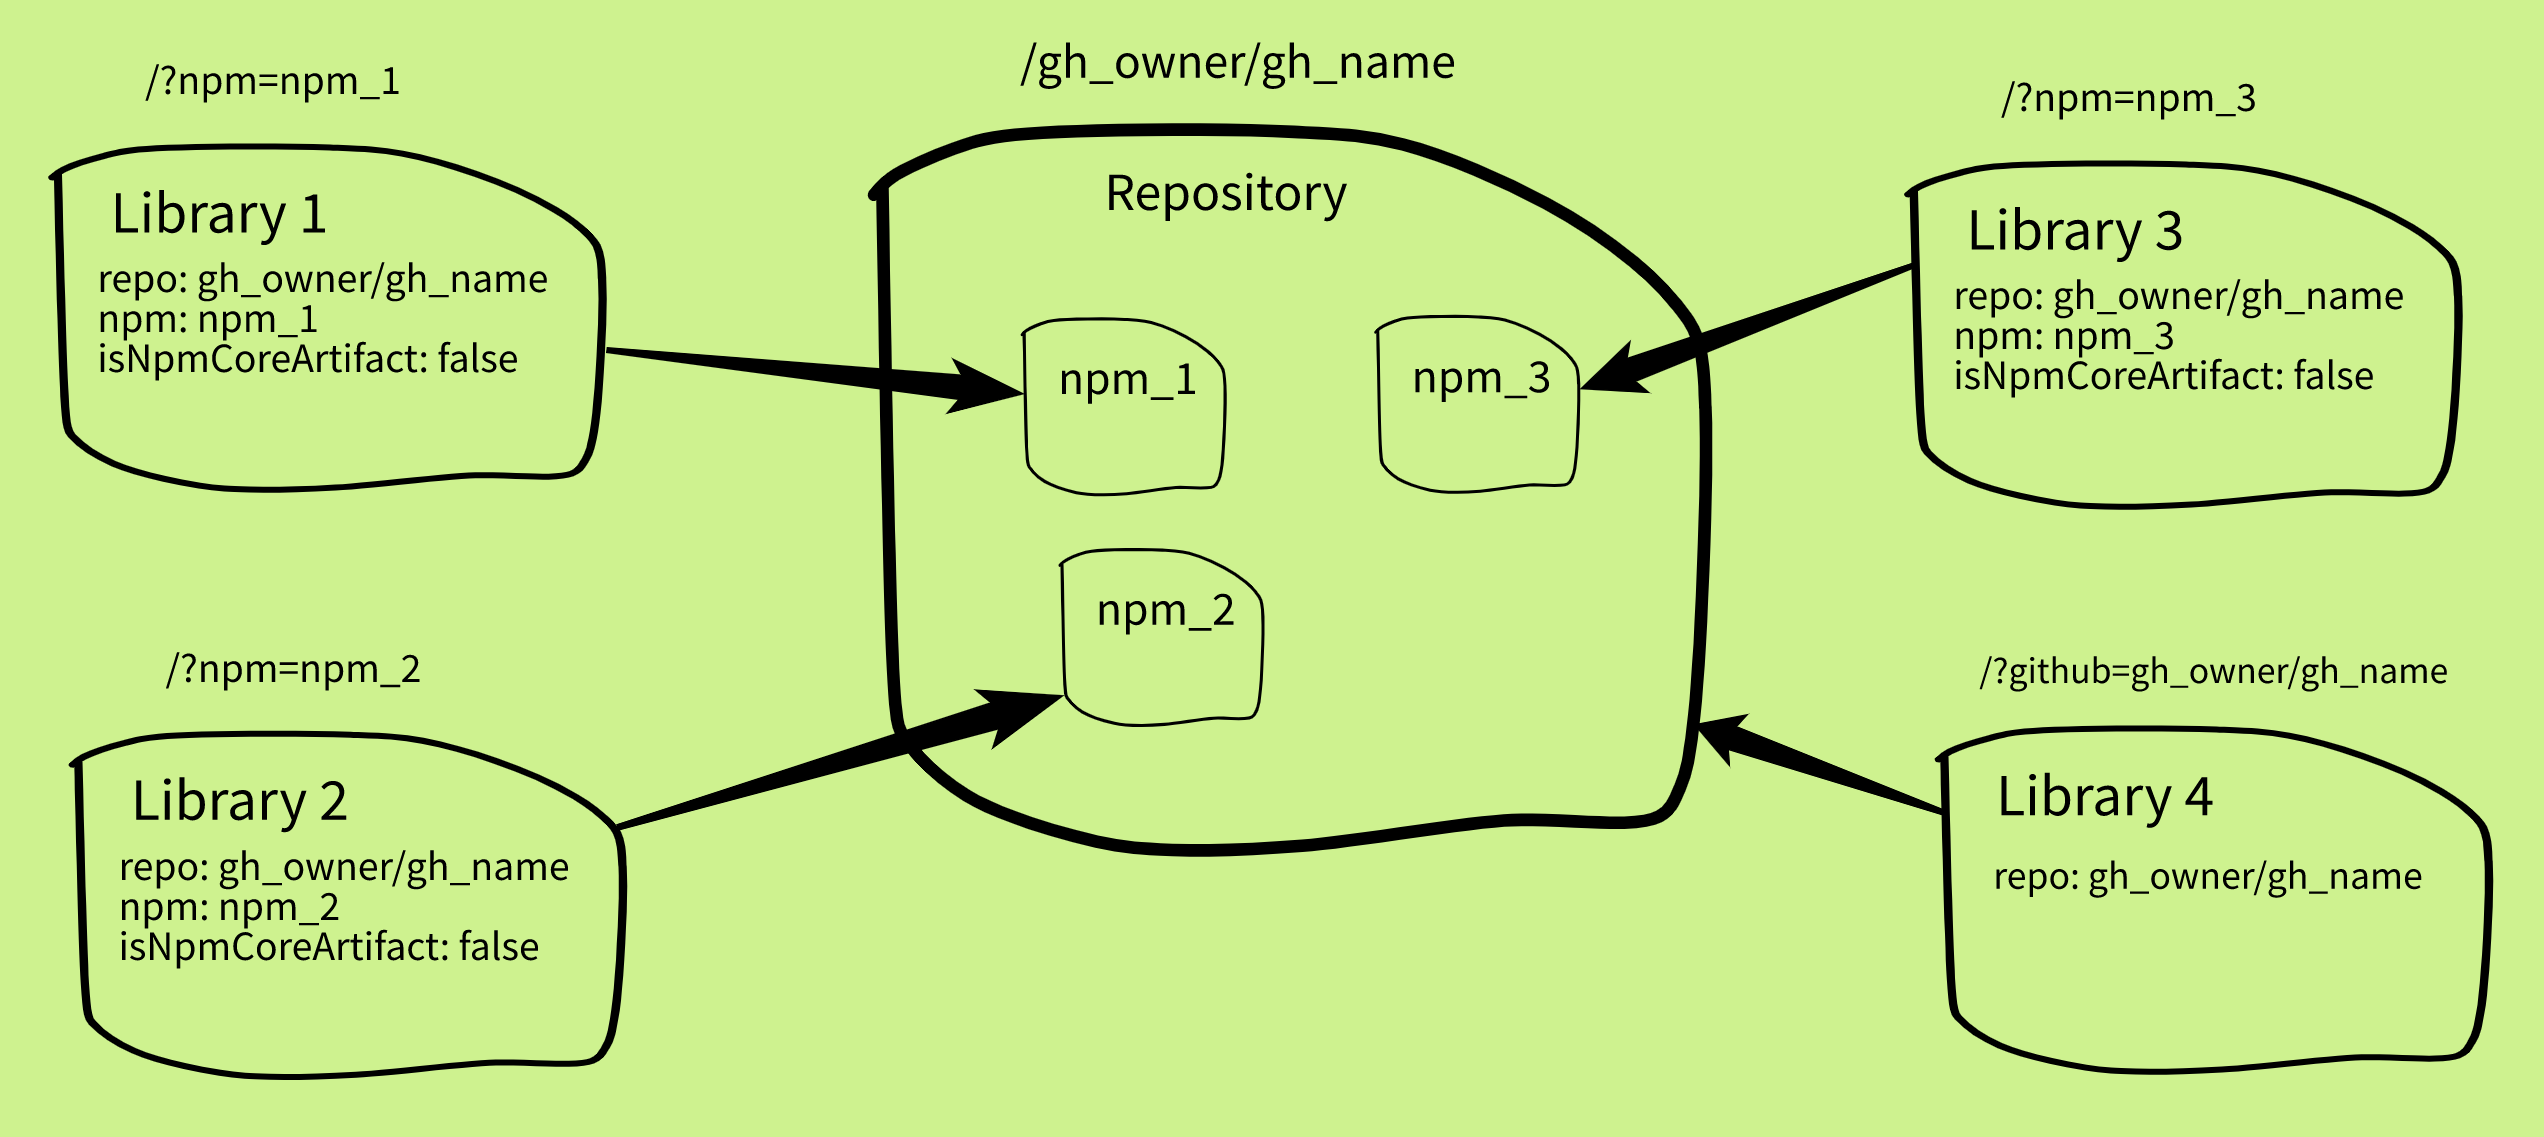 /?npm=npm_1
Library 1
repo: gh_owner/gh_name
npm: npm_1
isNpmCoreArtifact: false
/?npm=npm_2
Library 2
repo: gh_owner/gh_name
npm: npm_2
isNpmCoreArtifact: false
/gh_owner/gh_name
Repository
npm_1
npm_3
npm_2
/?npm=npm_3
Library 3
repo: gh_owner/gh_name
npm: npm_3
isNpmCoreArtifact: false
/?github=gh_owner/gh_name
Library 4
repo: gh_owner/gh_name